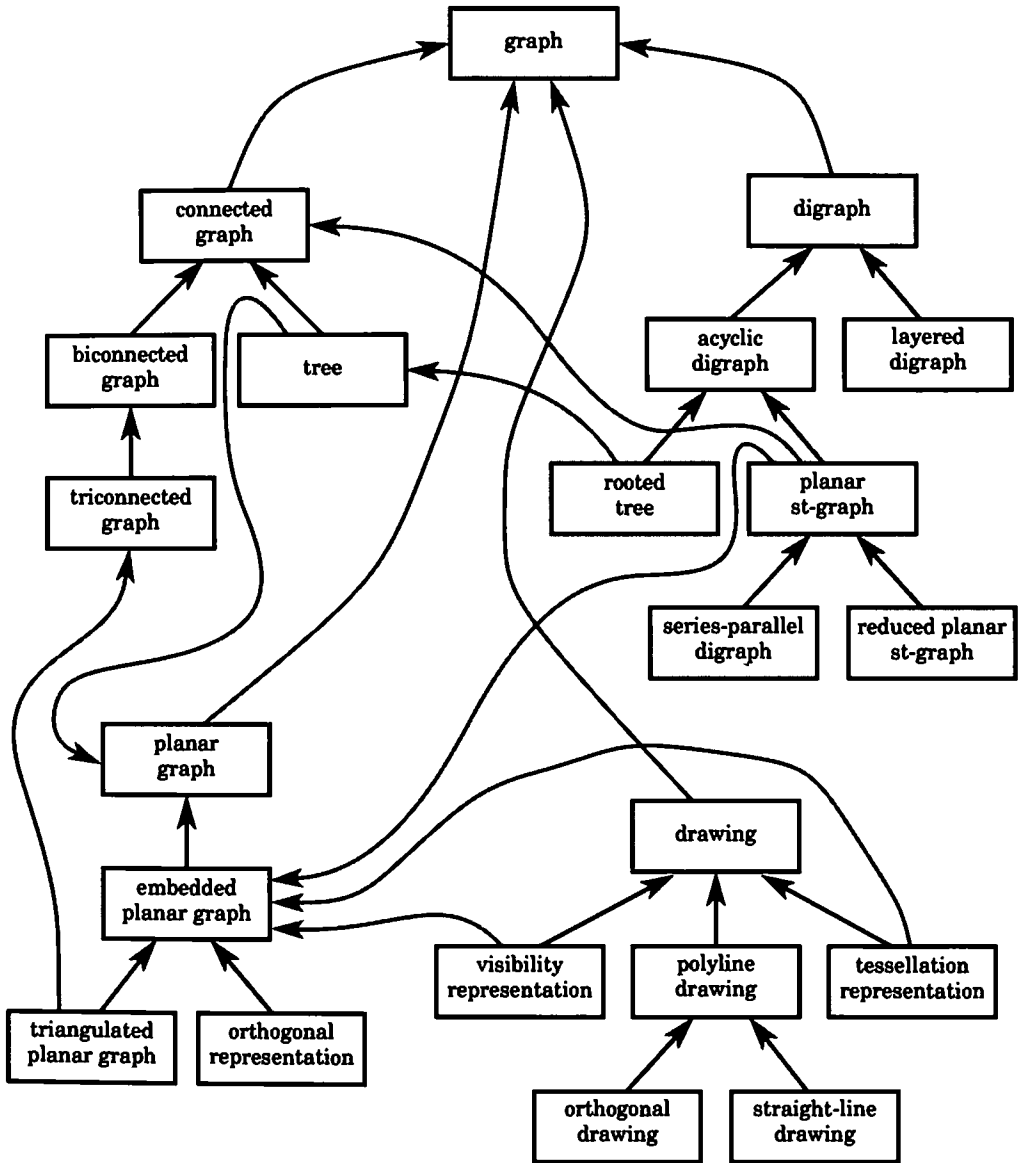 graph
connected
graph
digraph
biconnected
graph
tree
acyclic
digraph
layered
digraph
triconnected
graph
rooted
tree
planar
st-graph
series-parallel
digraph
reduced planar
st-graph
planar
graph
drawing
embedded
planar graph
visibility
representation
polyline
drawing
tessellation
representation
triangulated
planar graph
orthogonal
representation
orthogonal
drawing
straight-line
drawing